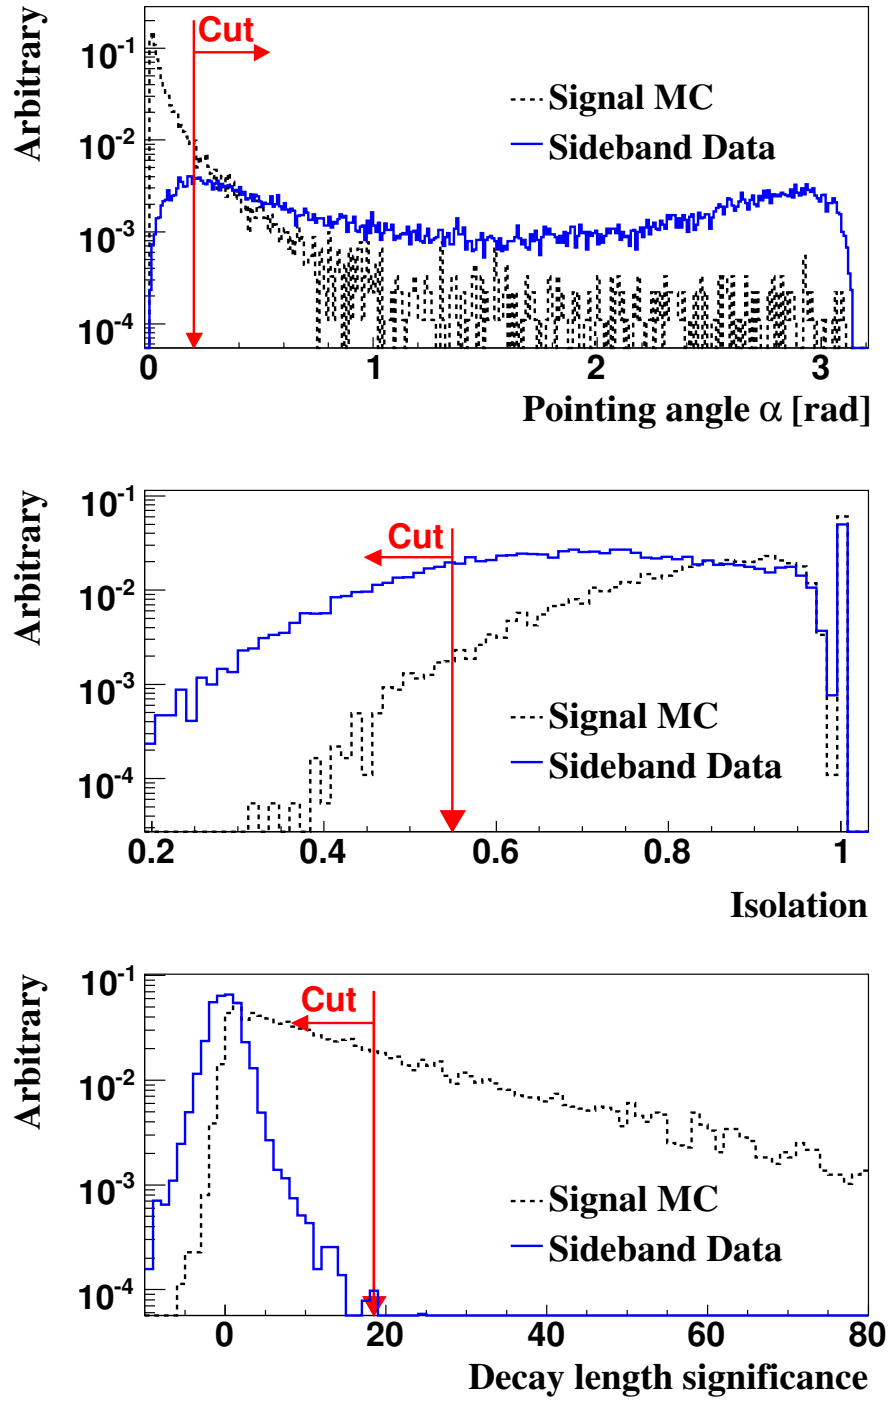 Arbitrary
10-1
10-2
10-3
10-4
Cut
Signal MC
Sideband Data
0 1 2 3
Pointing angle α [rad]
Arbitrary
10-1
10-2
10-3
10-4
Cut
Signal MC
Sideband Data
0.2 0.4 0.6 0.8 1
Isolation
Arbitrary
10-1
10-2
10-3
10-4
Cut
Signal MC
Sideband Data
0 20 40 60 80
Decay length significance